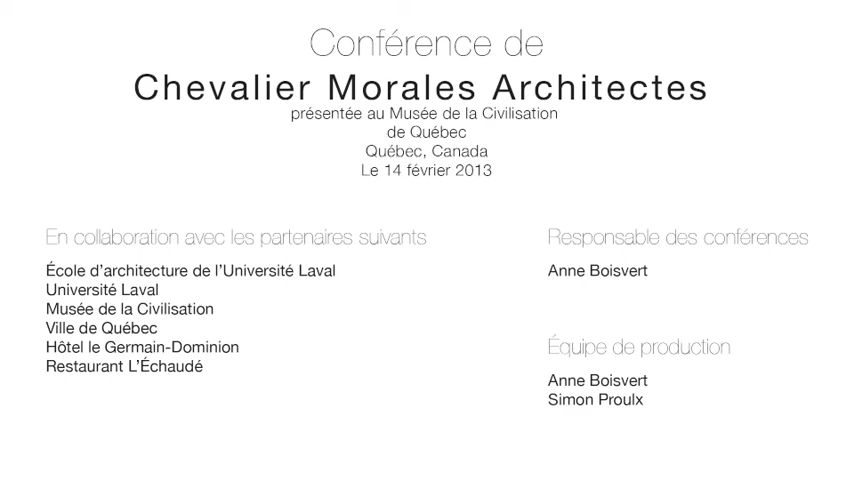 Conférence de
Chevalier Morales Architectes
présentée au Musée de la Civilisation
de Québec
Québec, Canada
Le 14 février 2013
En collaboration avec les partenaires suivants
École d'architecture de l'Université Laval
Université Laval
Musée de la Civilisation
Ville de Québec
Hôtel le Germain-Dominion
Restaurant L'Échaudé
Responsable des conférences
Anne Boisvert
Équipe de production
Anne Boisvert
Simon Proulx